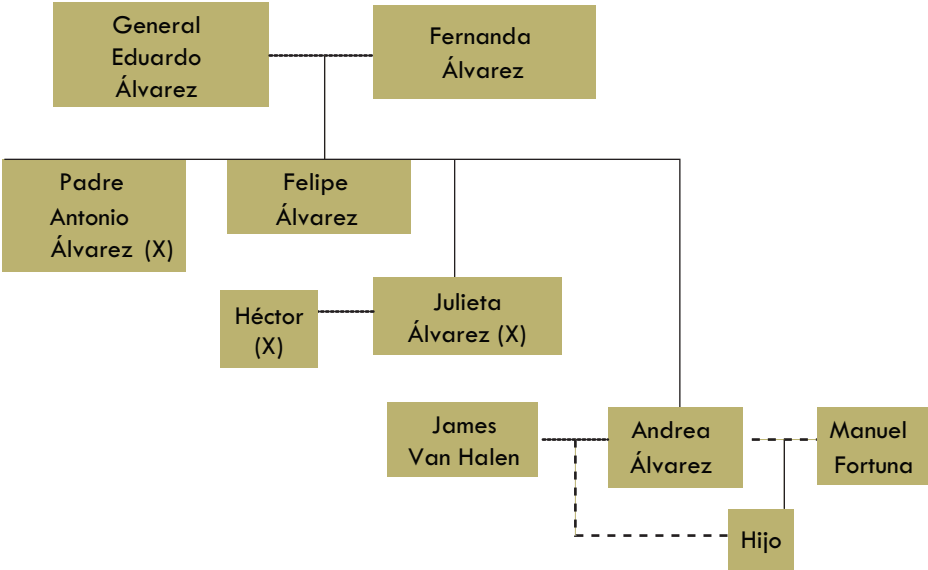 General
Eduardo
Álvarez
Fernanda
Álvarez
Padre
Antonio
Álvarez (X)
Felipe
Álvarez
Héctor
(X)
Julieta
Álvarez (X)
James
Van Halen
Andrea
Álvarez
Manuel
Fortuna
Hijo